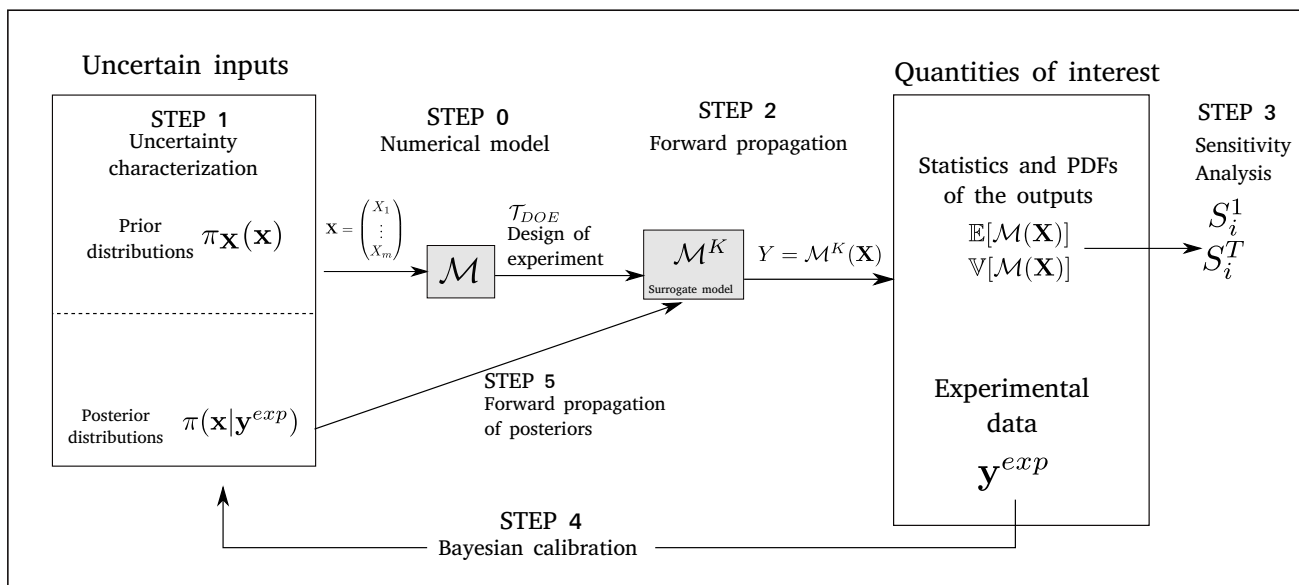 Uncertain inputs
STEP 1
Uncertainty
characterization
Prior
distributions π_𝐗(𝐱)
Posterior
distributions π(𝐱|𝐲^{exp})
STEP 0
Numerical model
𝐗 = (X_1 ⋮ X_m)
ℳ
𝒯_{DOE}
Design of
experiment
STEP 2
Forward propagation
ℳ^K
Surrogate model
Y = ℳ^K(𝐗)
STEP 5
Forward propagation
of posteriors
Quantities of interest
Statistics and PDFs
of the outputs
𝔼[ℳ(𝐗)]
𝕍[ℳ(𝐗)]
Experimental
data
𝐲^{exp}
STEP 3
Sensitivity
Analysis
S_i^1
S_i^T
STEP 4
Bayesian calibration